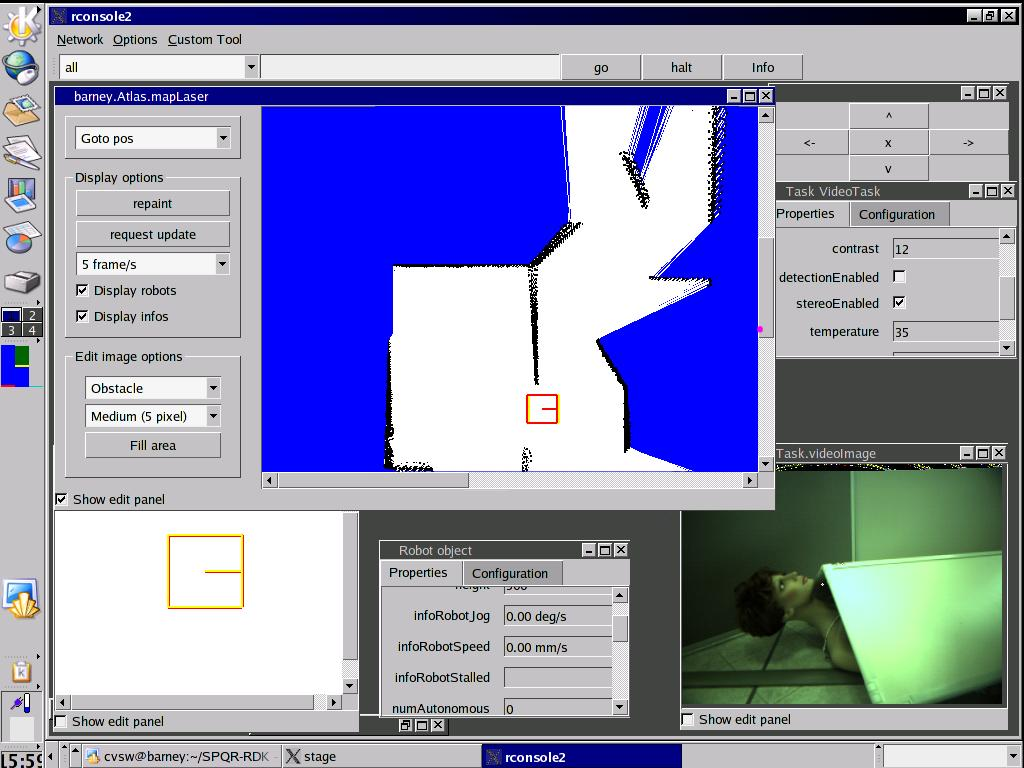 rconsole2
Network Options Custom Tool
all go halt Info
barney.Atlas.mapLaser
Goto pos
Display options
repaint
request update
5 frame/s
Display robots
Display infos
Edit image options
Obstacle
Medium (5 pixel)
Fill area
Show edit panel
^
<- x ->
v
Task VideoTask
Properties Configuration
contrast 12
detectionEnabled
stereoEnabled
temperature 35
Task.videoImage
Show edit panel
Robot object
Properties Configuration
height 500
infoRobotJog 0.00 deg/s
infoRobotSpeed 0.00 mm/s
infoRobotStalled
numAutonomous 0
Show edit panel
2
3 4
15:59
cvsw@barney:~/SPQR-RDK
stage
rconsole2